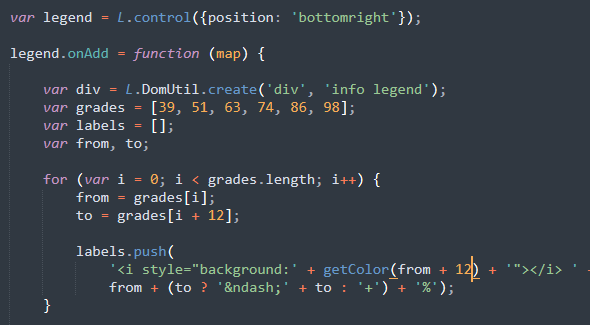 var legend = L.control({position: 'bottomright'});
legend.onAdd = function (map) {
var div = L.DomUtil.create('div', 'info legend');
var grades = [39, 51, 63, 74, 86, 98];
var labels = [];
var from, to;
for (var i = 0; i < grades.length; i++) {
from = grades[i];
to = grades[i + 12];
labels.push(
'<i style="background:' + getColor(from + 12) + '"></i> ' +
from + (to ? '&ndash;' + to : '+') + '%');
}